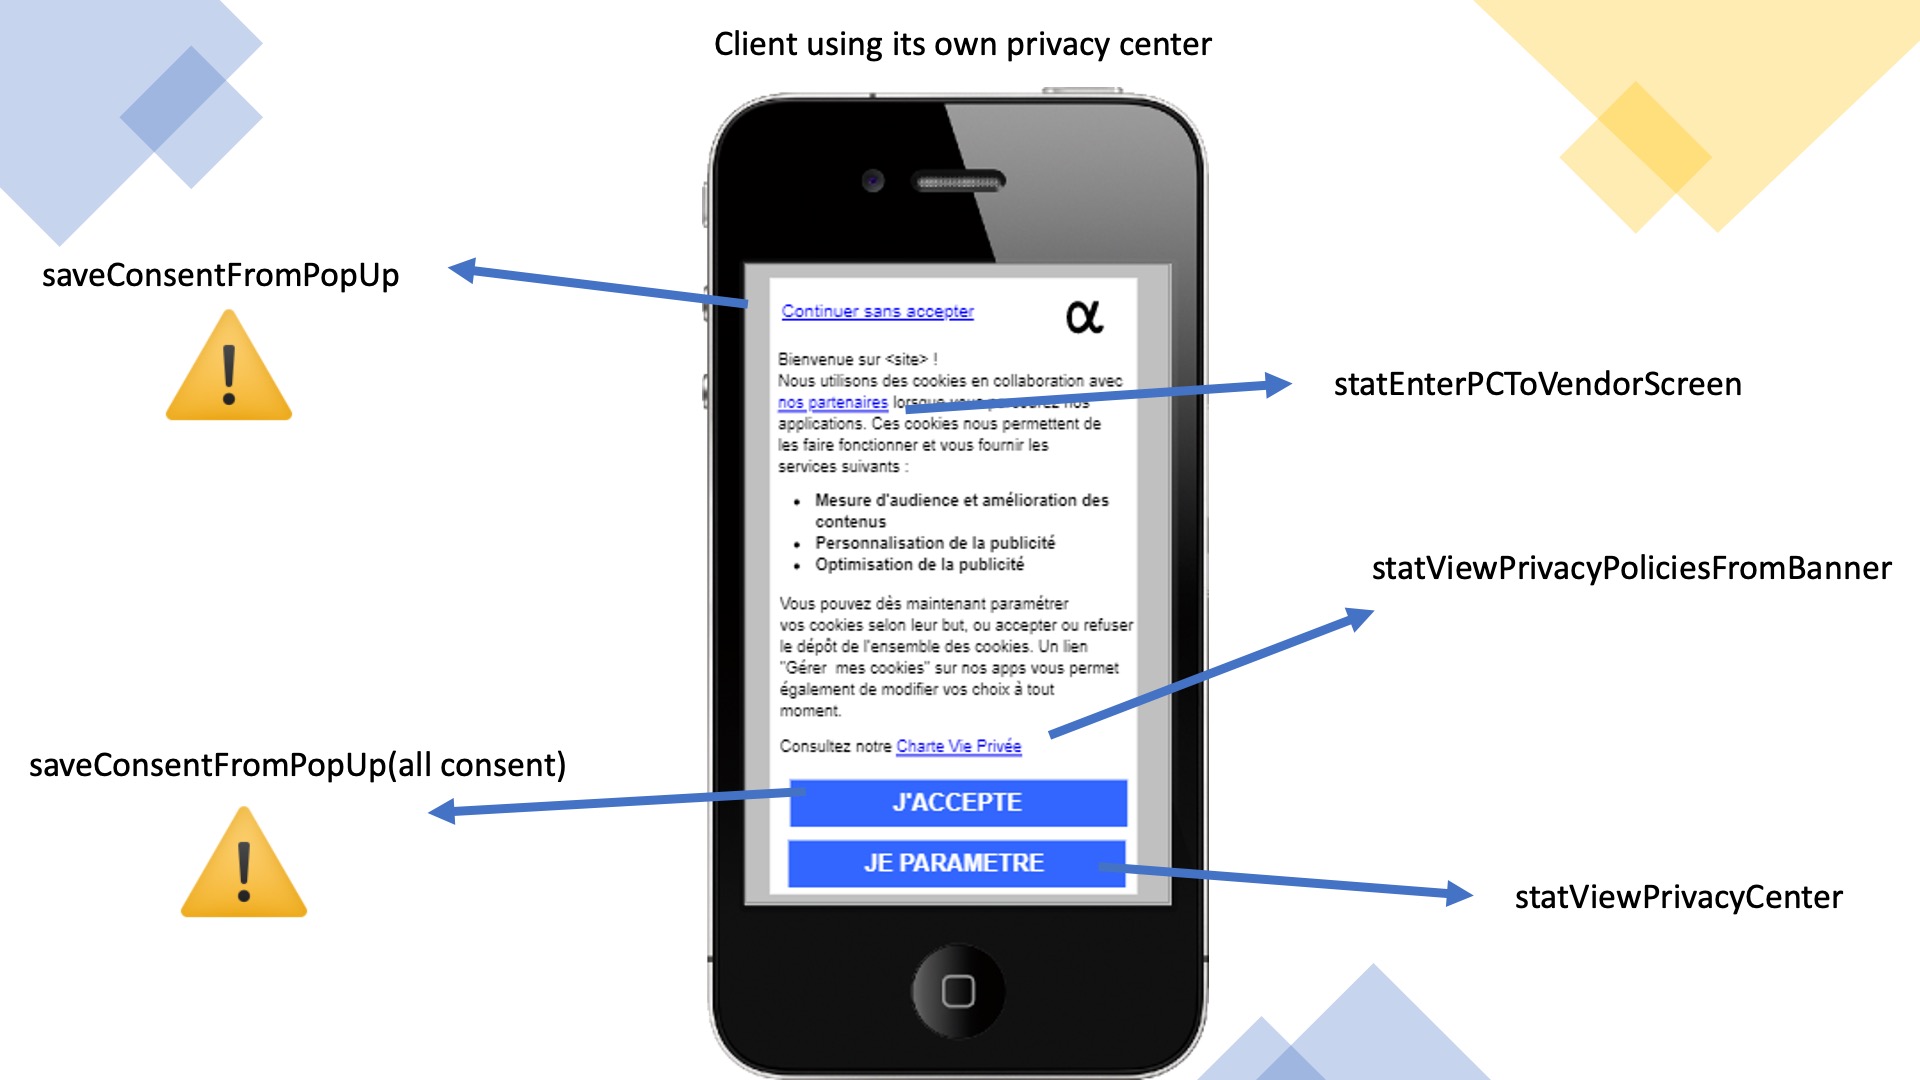 Client using its own privacy center
saveConsentFromPopUp
Continuer sans accepter
α
Bienvenue sur <site> !
Nous utilisons des cookies en collaboration avec
nos partenaires lorsque vous parcourez nos
applications. Ces cookies nous permettent de
les faire fonctionner et vous fournir les
services suivants :
• Mesure d'audience et amélioration des
contenus
• Personnalisation de la publicité
• Optimisation de la publicité
Vous pouvez dès maintenant paramétrer
vos cookies selon leur but, ou accepter ou refuser
le dépôt de l'ensemble des cookies. Un lien
"Gérer mes cookies" sur nos apps vous permet
également de modifier vos choix à tout
moment.
Consultez notre Charte Vie Privée
J'ACCEPTE
JE PARAMETRE
statEnterPCToVendorScreen
statViewPrivacyPoliciesFromBanner
saveConsentFromPopUp(all consent)
statViewPrivacyCenter